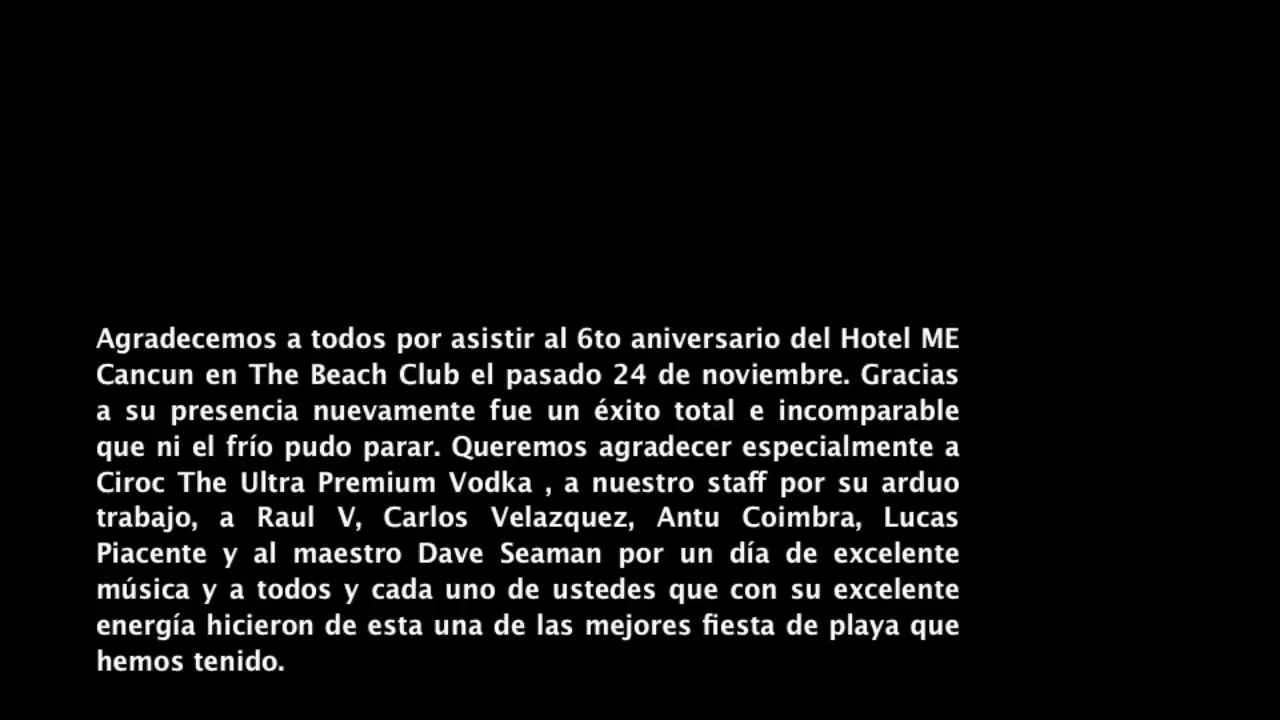 Agradecemos a todos por asistir al 6to aniversario del Hotel ME
Cancun en The Beach Club el pasado 24 de noviembre. Gracias
a su presencia nuevamente fue un éxito total e incomparable
que ni el frío pudo parar. Queremos agradecer especialmente a
Ciroc The Ultra Premium Vodka , a nuestro staff por su arduo
trabajo, a Raul V, Carlos Velazquez, Antu Coimbra, Lucas
Piacente y al maestro Dave Seaman por un día de excelente
música y a todos y cada uno de ustedes que con su excelente
energía hicieron de esta una de las mejores fiesta de playa que
hemos tenido.